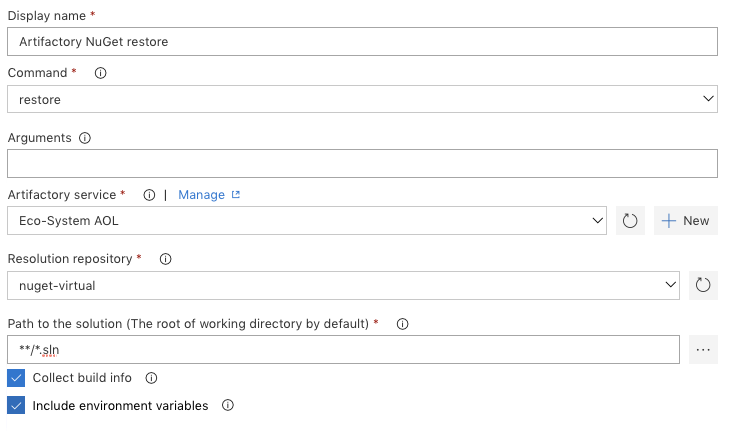 Display name *
Artifactory NuGet restore
Command *
restore
Arguments
Artifactory service * | Manage
Eco-System AOL
New
Resolution repository *
nuget-virtual
Path to the solution (The root of working directory by default) *
**/*.sln
...
Collect build info
Include environment variables